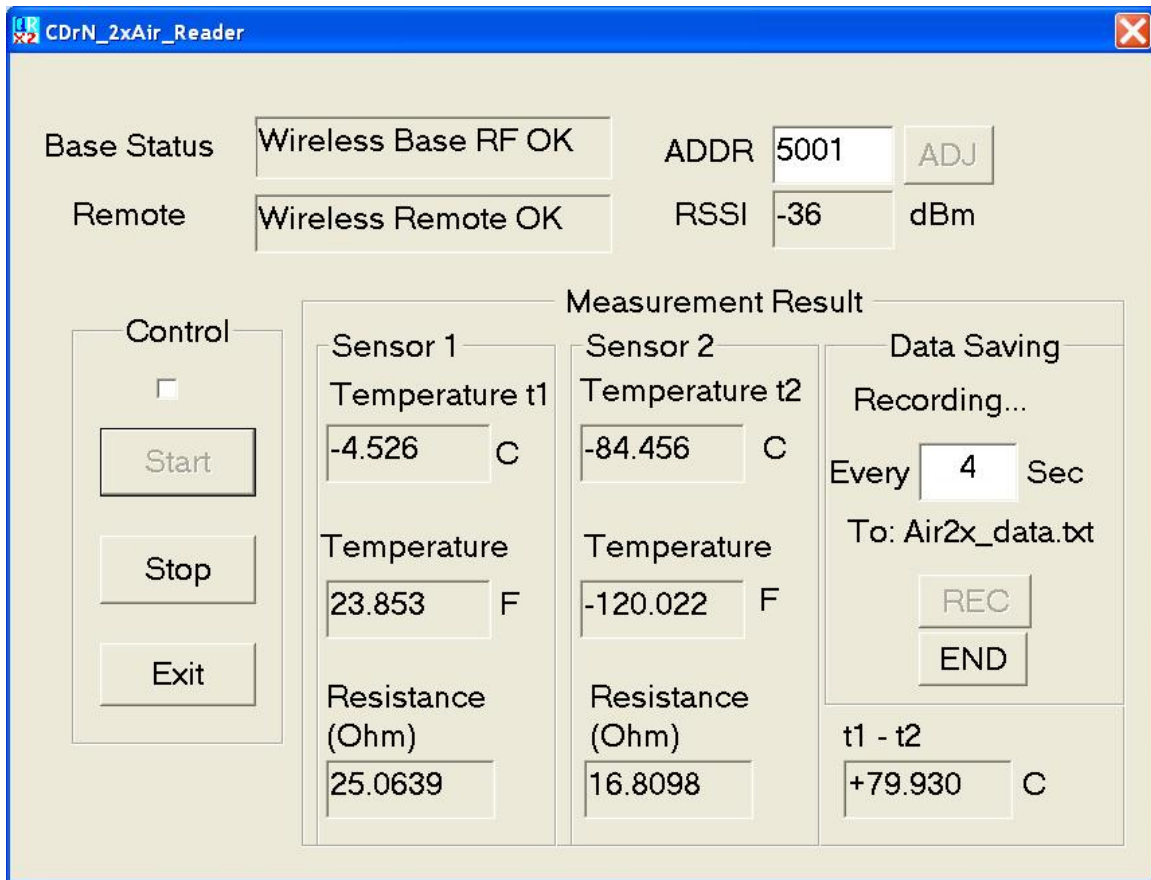 CDrN_2xAir_Reader
Base Status Wireless Base RF OK ADDR 5001 ADJ
Remote Wireless Remote OK RSSI -36 dBm
Measurement Result
Control
Start
Stop
Exit
Sensor 1
Temperature t1
-4.526 C
Temperature
23.853 F
Resistance
(Ohm)
25.0639
Sensor 2
Temperature t2
-84.456 C
Temperature
-120.022 F
Resistance
(Ohm)
16.8098
Data Saving
Recording...
Every 4 Sec
To: Air2x_data.txt
REC
END
t1 - t2
+79.930 C